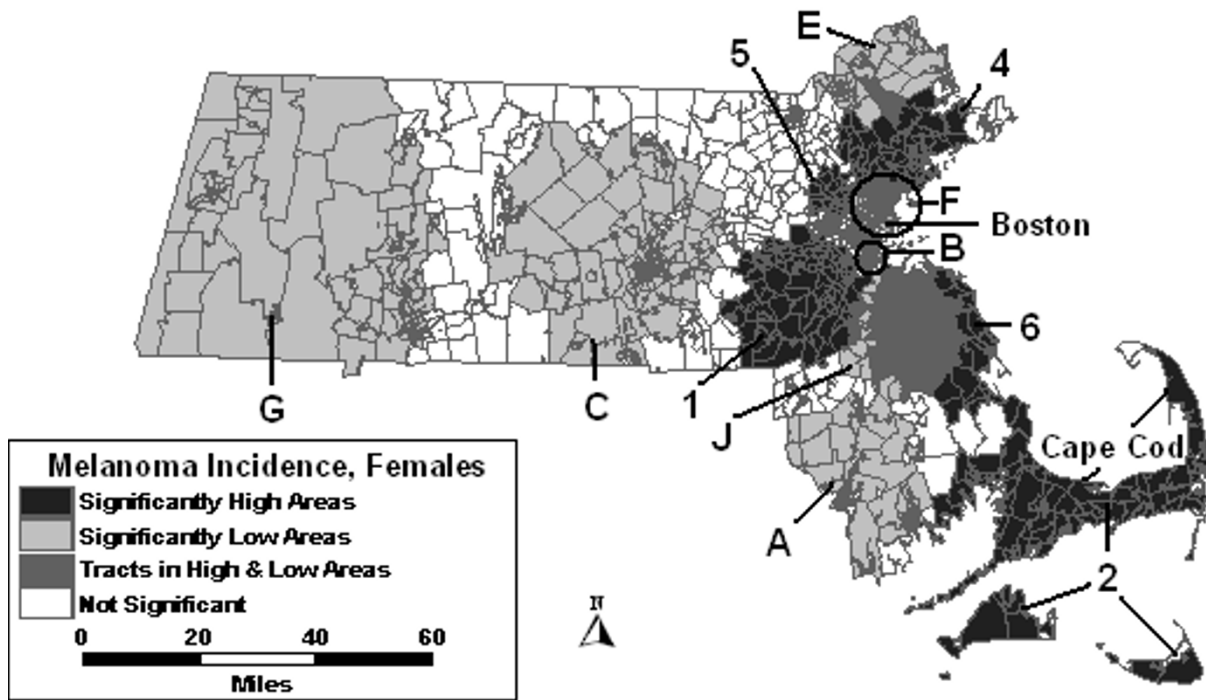 E
5
4
F
Boston
B
6
G
C
1
J
Cape Cod
A
2
Melanoma Incidence, Females
Significantly High Areas
Significantly Low Areas
Tracts in High & Low Areas
Not Significant
0 20 40 60
Miles
N